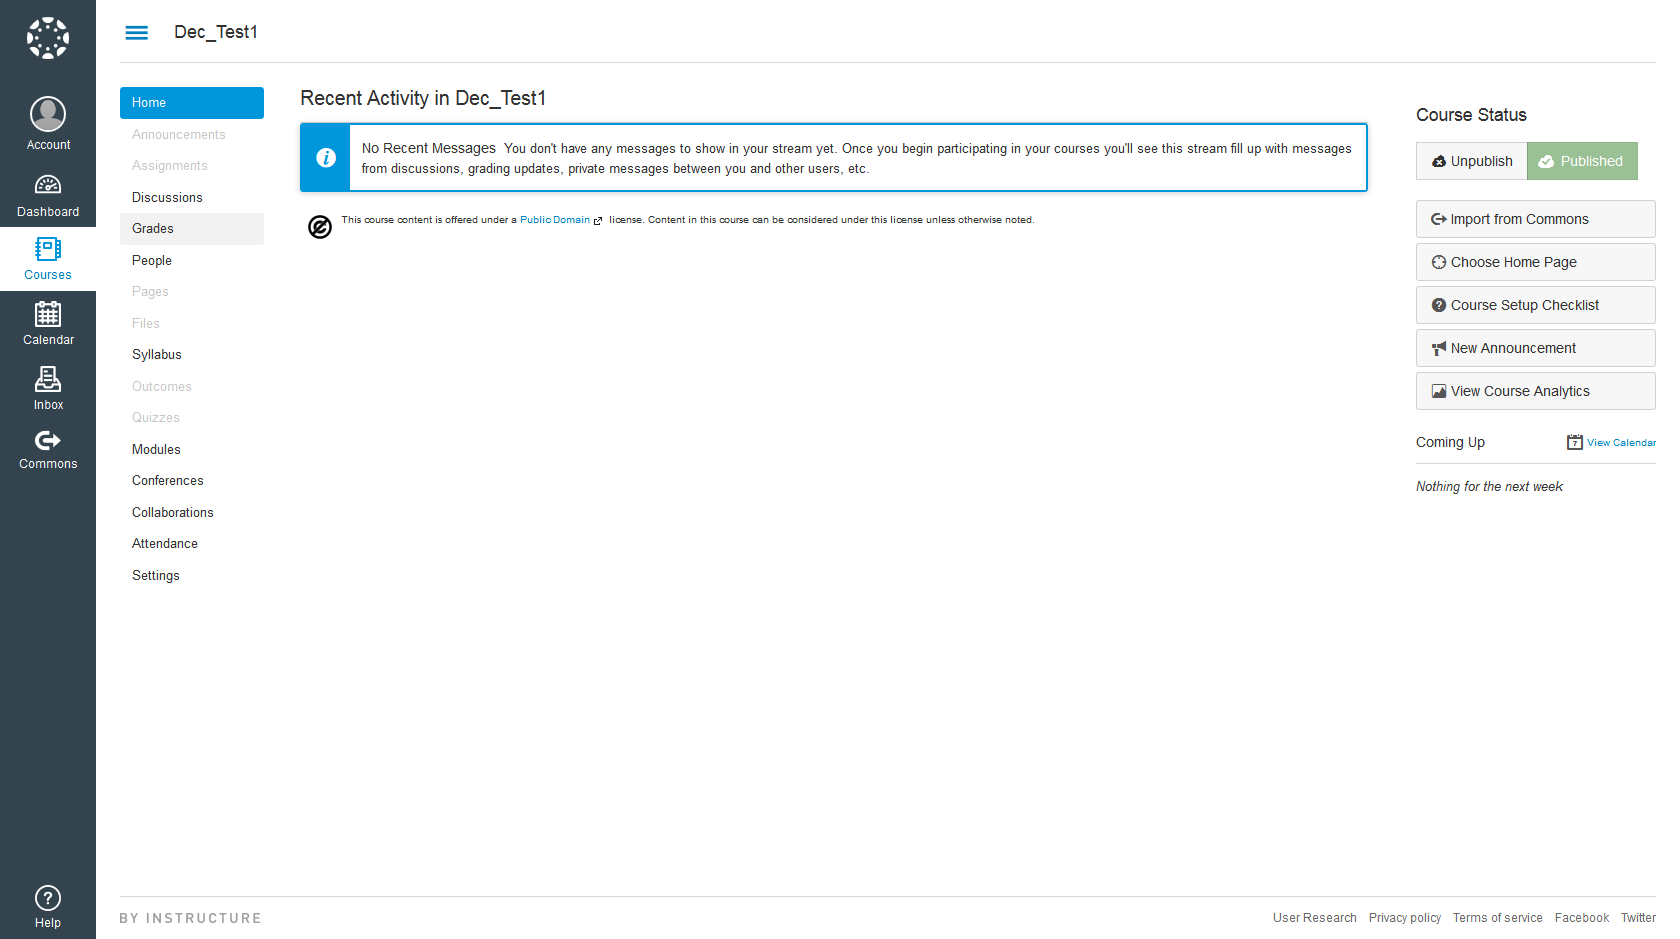 Dec_Test1
Account
Dashboard
Courses
Calendar
Inbox
Commons
Help
Home
Announcements
Assignments
Discussions
Grades
People
Pages
Files
Syllabus
Outcomes
Quizzes
Modules
Conferences
Collaborations
Attendance
Settings
Recent Activity in Dec_Test1
No Recent Messages You don't have any messages to show in your stream yet. Once you begin participating in your courses you'll see this stream fill up with messages
from discussions, grading updates, private messages between you and other users, etc.
This course content is offered under a Public Domain license. Content in this course can be considered under this license unless otherwise noted.
Course Status
Unpublish Published
Import from Commons
Choose Home Page
Course Setup Checklist
New Announcement
View Course Analytics
Coming Up 7 View Calendar
Nothing for the next week
BY INSTRUCTURE
User Research Privacy policy Terms of service Facebook Twitter